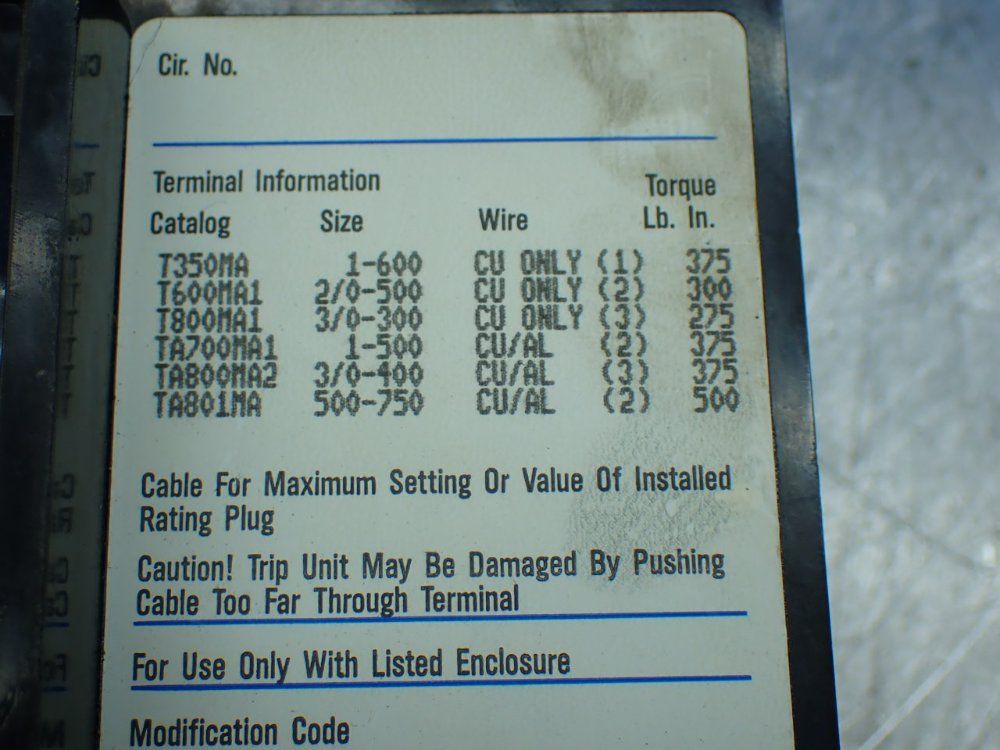 Cir. No.
Terminal Information Torque
Catalog Size Wire Lb. In.
T350MA 1-600 CU ONLY (1) 375
T600MA1 2/0-500 CU ONLY (2) 300
T800MA1 3/0-300 CU ONLY (3) 275
TA700MA1 1-500 CU/AL (2) 375
TA800MA2 3/0-400 CU/AL (3) 375
TA801MA 500-750 CU/AL (2) 500
Cable For Maximum Setting Or Value Of Installed
Rating Plug
Caution! Trip Unit May Be Damaged By Pushing
Cable Too Far Through Terminal
For Use Only With Listed Enclosure
Modification Code